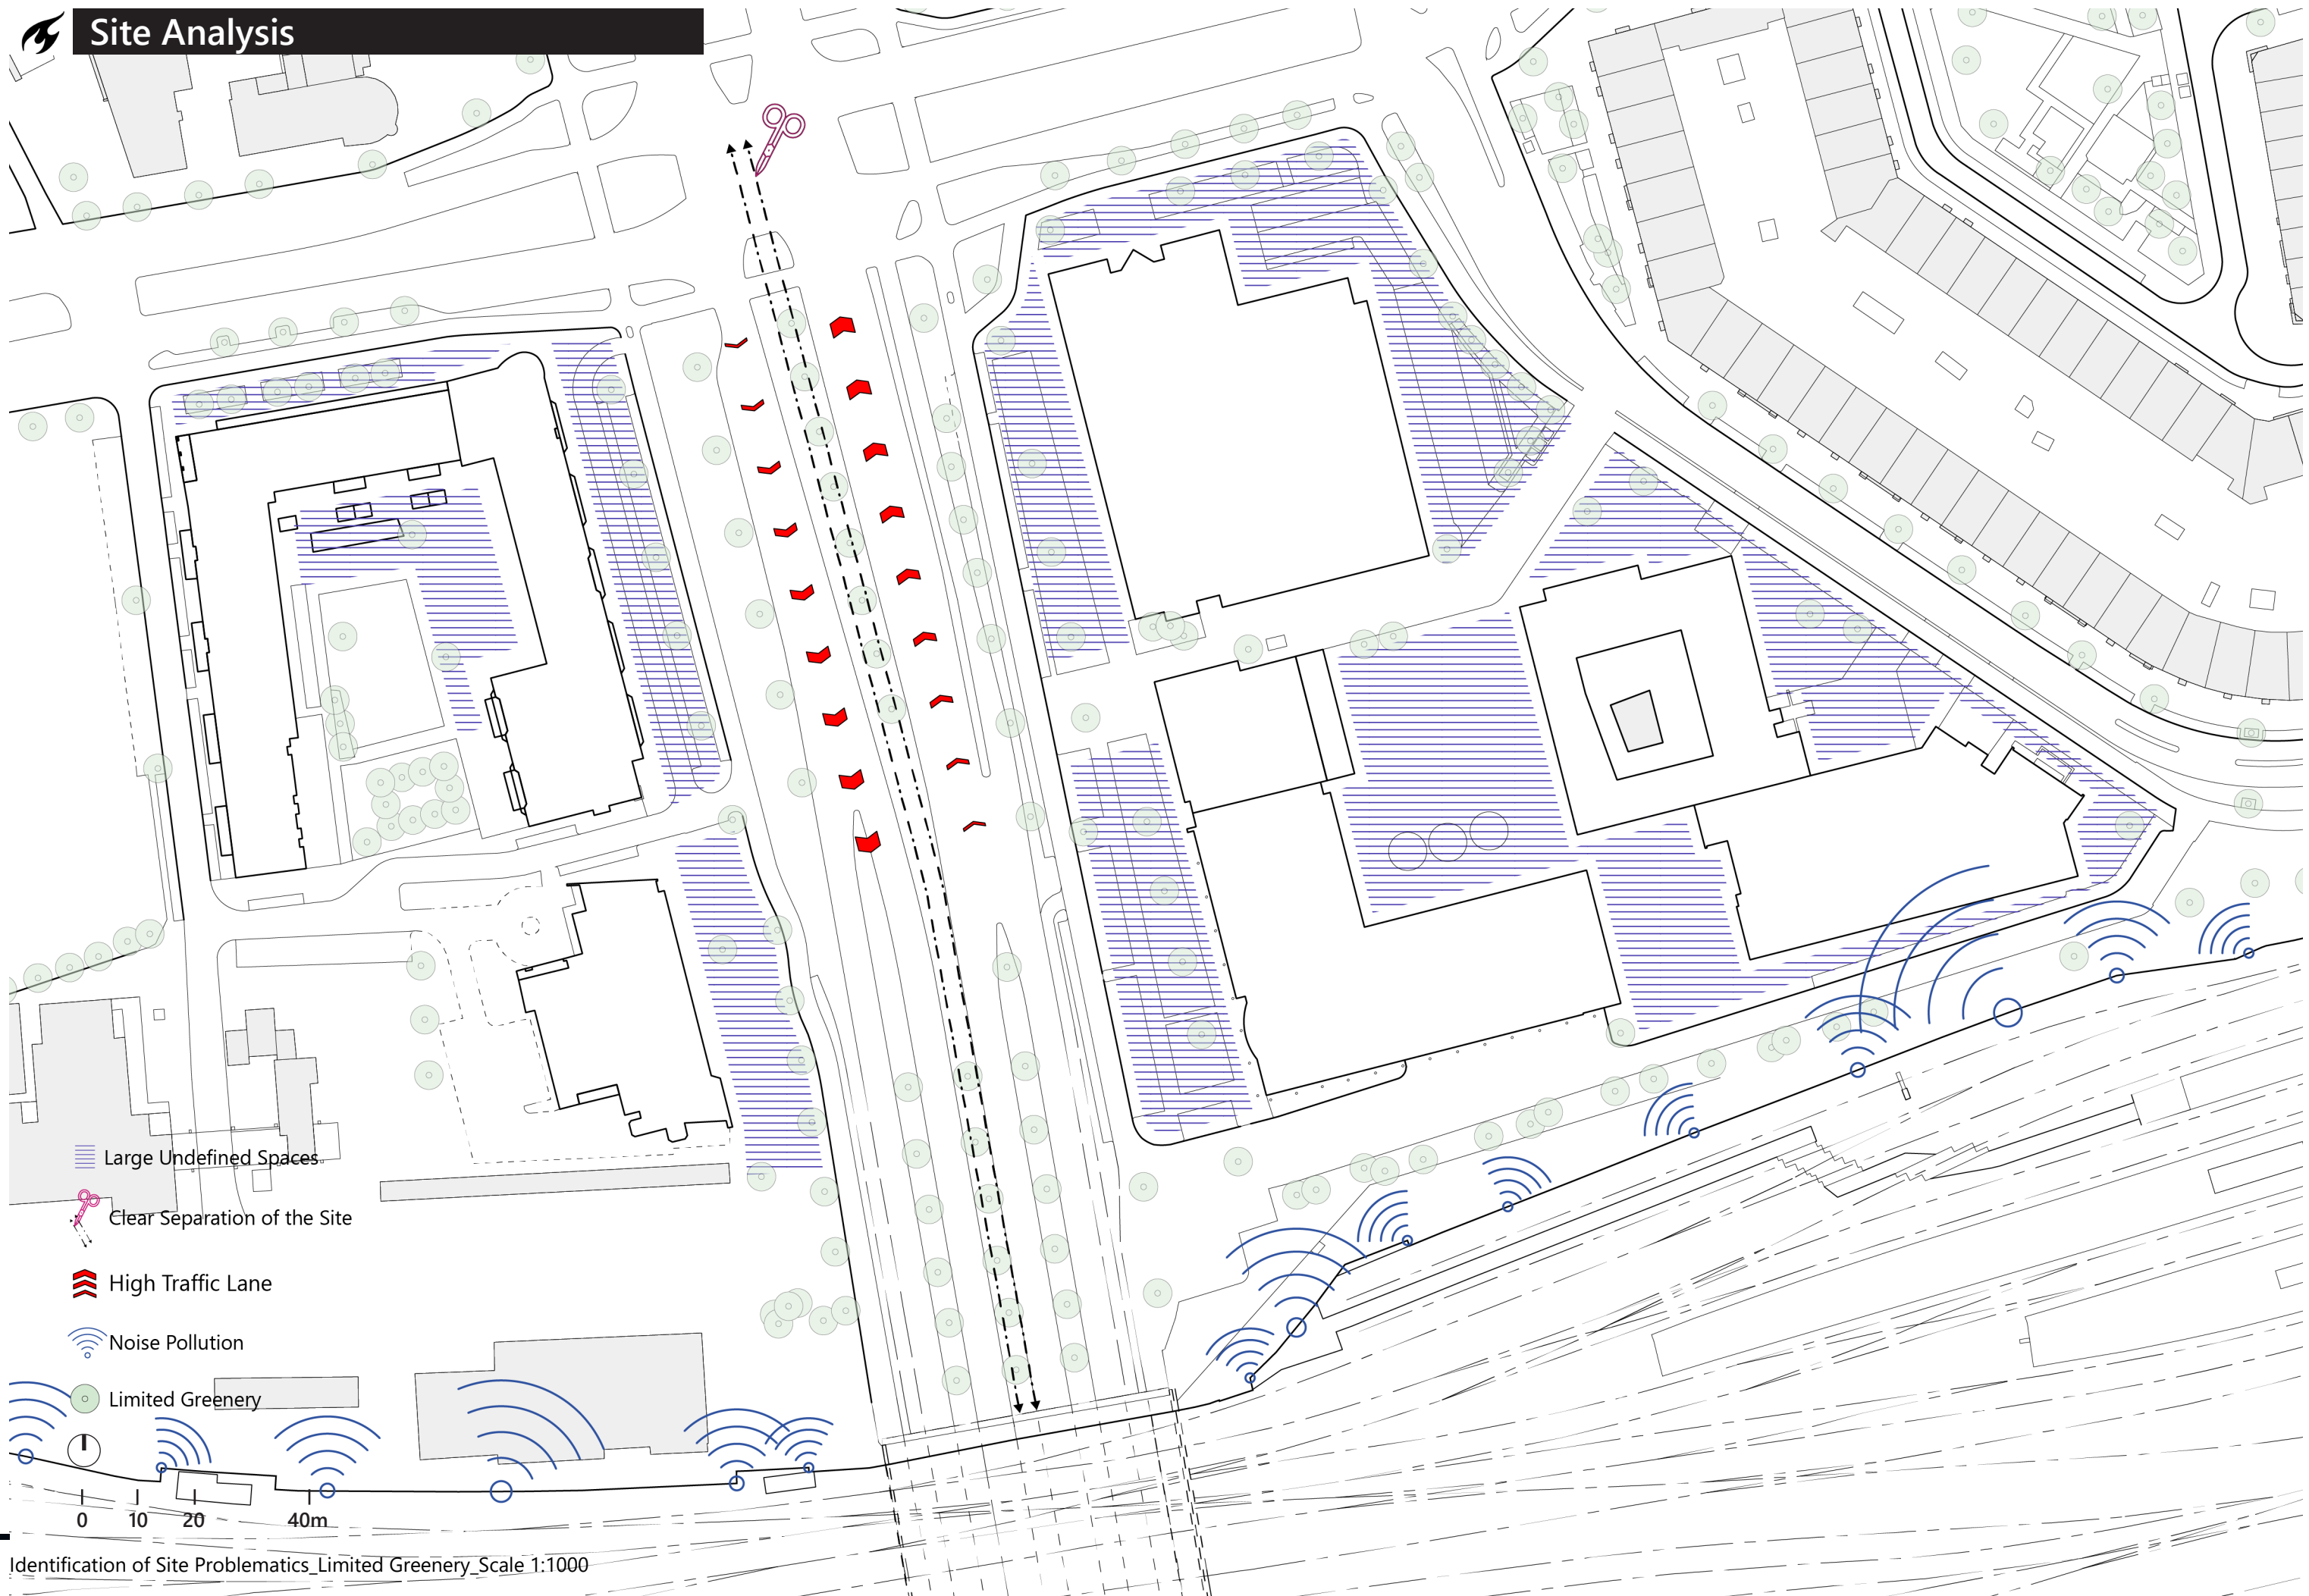 Site Analysis
Large Undefined Spaces
Clear Separation of the Site
High Traffic Lane
Noise Pollution
Limited Greenery
0 10 20 40m
Identification of Site Problematics_Limited Greenery_Scale 1:1000